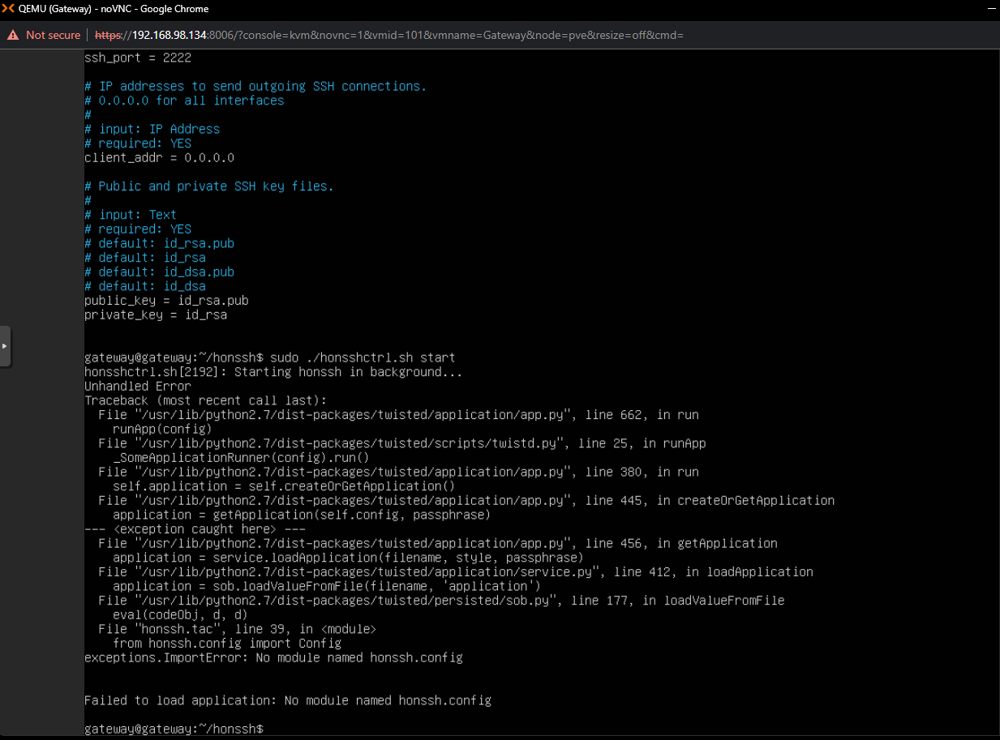 QEMU (Gateway) - noVNC - Google Chrome
Not secure | https://192.168.98.134:8006/?console=kvm&novnc=1&vmid=101&vmname=Gateway&node=pve&resize=off&cmd=
ssh_port = 2222
# IP addresses to send outgoing SSH connections.
# 0.0.0.0 for all interfaces
#
# input: IP Address
# required: YES
client_addr = 0.0.0.0
# Public and private SSH key files.
#
# input: Text
# required: YES
# default: id_rsa.pub
# default: id_rsa
# default: id_dsa.pub
# default: id_dsa
public_key = id_rsa.pub
private_key = id_rsa
gateway@gateway:~/honssh$ sudo ./honsshctrl.sh start
honsshctrl.sh[2192]: Starting honssh in background...
Unhandled Error
Traceback (most recent call last):
  File "/usr/lib/python2.7/dist-packages/twisted/application/app.py", line 662, in run
    runApp(config)
  File "/usr/lib/python2.7/dist-packages/twisted/scripts/twistd.py", line 25, in runApp
    _SomeApplicationRunner(config).run()
  File "/usr/lib/python2.7/dist-packages/twisted/application/app.py", line 380, in run
    self.application = self.createOrGetApplication()
  File "/usr/lib/python2.7/dist-packages/twisted/application/app.py", line 445, in createOrGetApplication
    application = getApplication(self.config, passphrase)
--- <exception caught here> ---
  File "/usr/lib/python2.7/dist-packages/twisted/application/app.py", line 456, in getApplication
    application = service.loadApplication(filename, style, passphrase)
  File "/usr/lib/python2.7/dist-packages/twisted/application/service.py", line 412, in loadApplication
    application = sob.loadValueFromFile(filename, 'application')
  File "/usr/lib/python2.7/dist-packages/twisted/persisted/sob.py", line 177, in loadValueFromFile
    eval(codeObj, d, d)
  File "honssh.tac", line 39, in <module>
    from honssh.config import Config
exceptions.ImportError: No module named honssh.config
Failed to load application: No module named honssh.config
gateway@gateway:~/honssh$